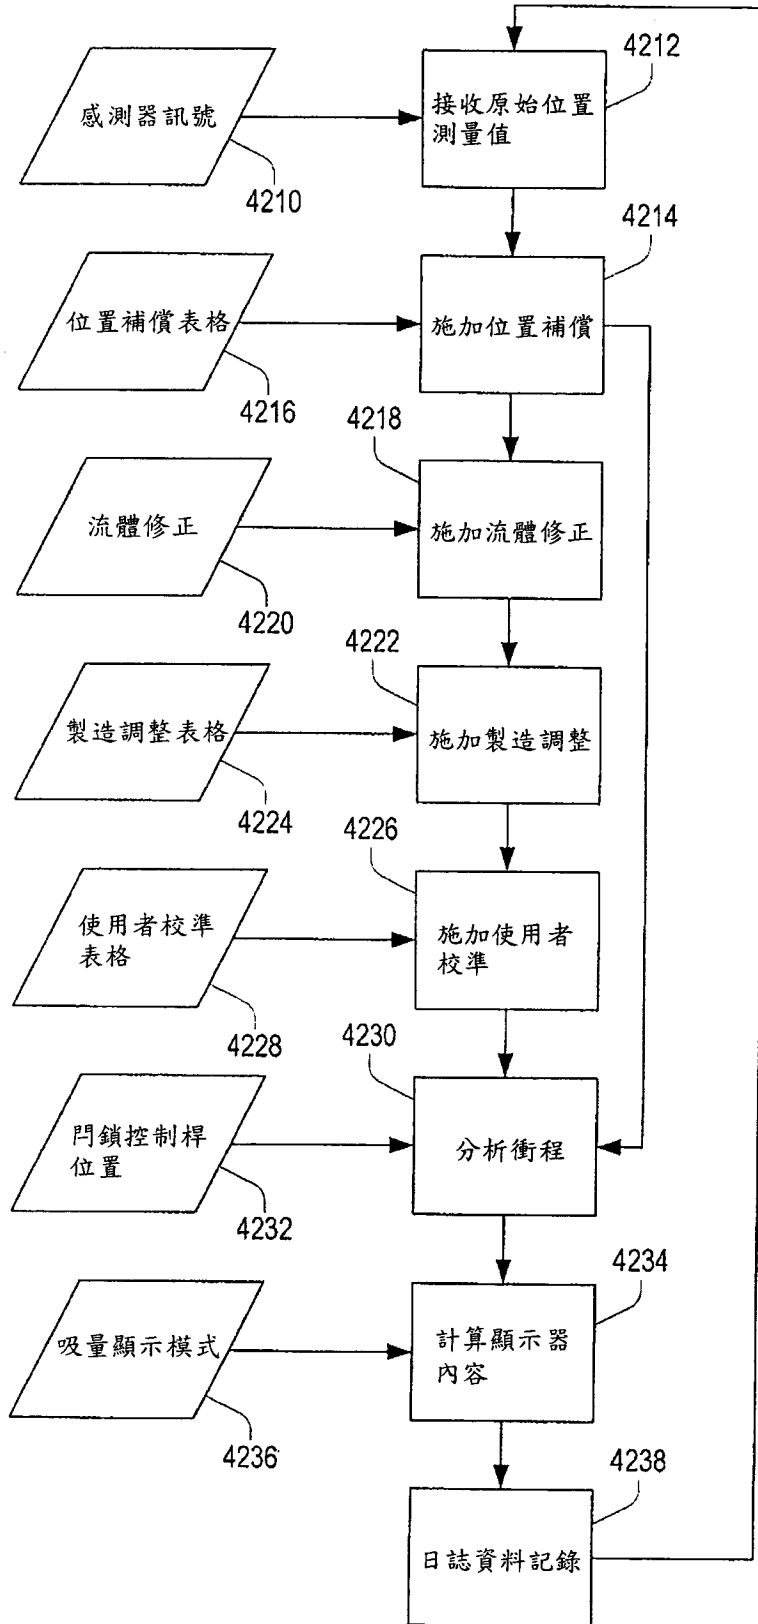 4212
感測器訊號
接收原始位置
測量值
4210
4214
位置補償表格
施加位置補償
4216
4218
流體修正
施加流體修正
4220
4222
製造調整表格
施加製造調整
4224
4226
使用者校準
表格
施加使用者
校準
4228
4230
閂鎖控制桿
位置
分析衝程
4232
4234
吸量顯示模式
計算顯示器
內容
4236
4238
日誌資料記錄